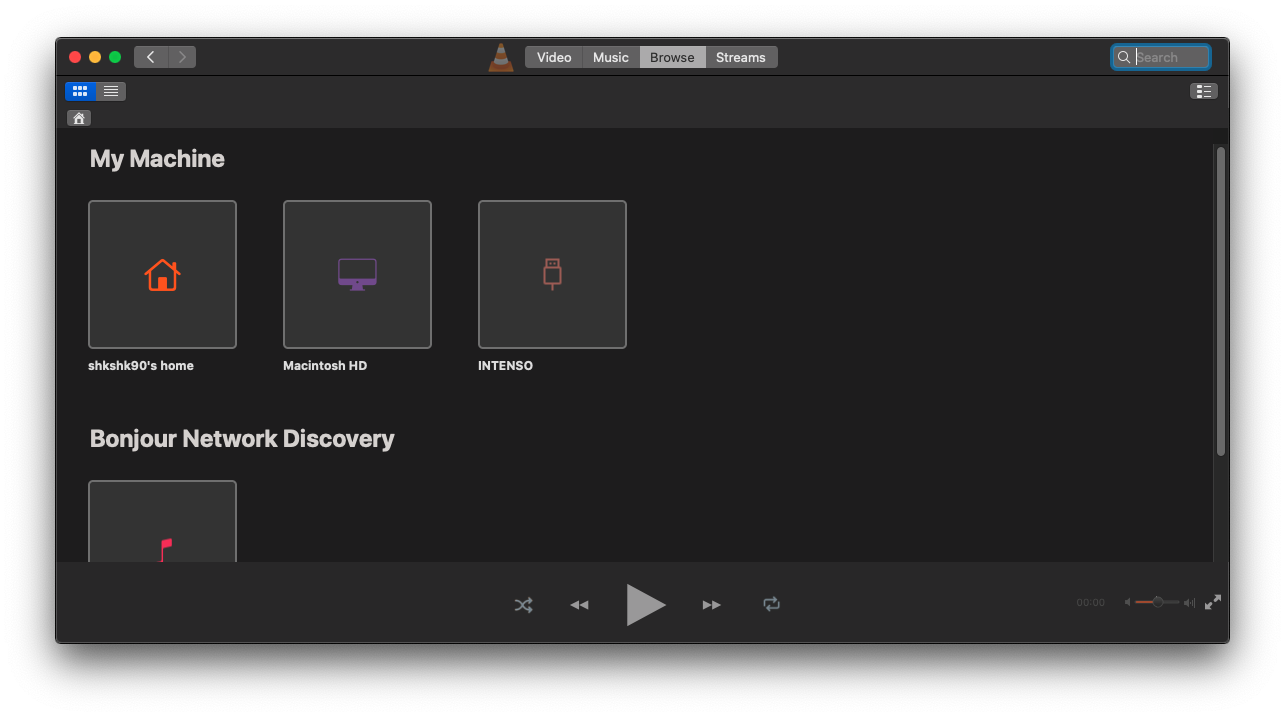 Video Music Browse Streams Search
My Machine
shkshk90's home Macintosh HD INTENSO
Bonjour Network Discovery
00:00